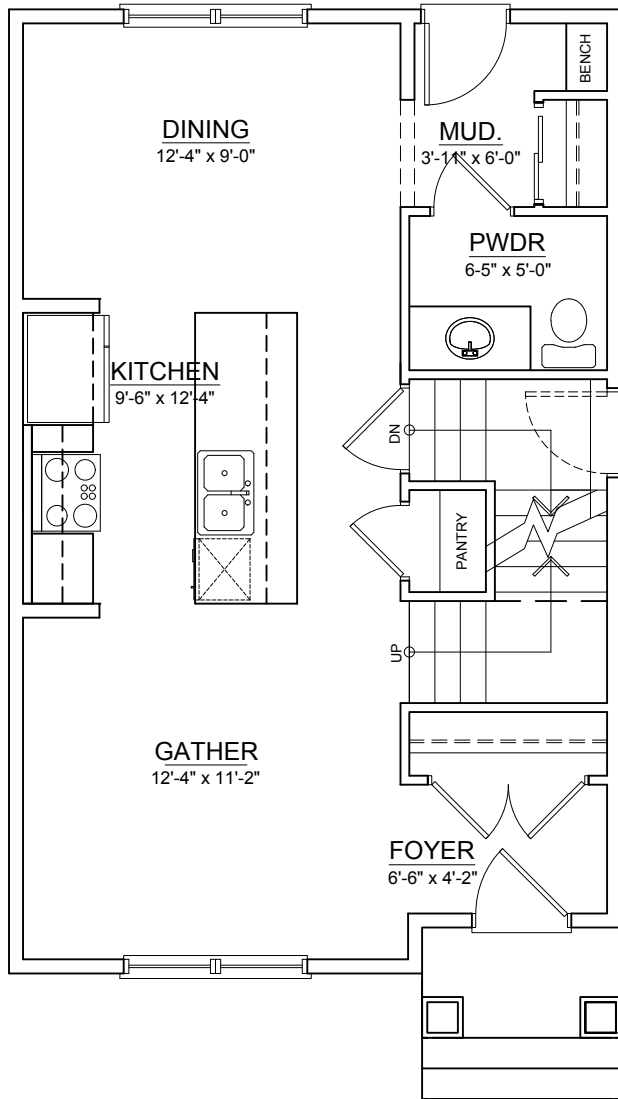 BENCH
DINING
12'-4" x 9'-0"
MUD.
3'-11" x 6'-0"
PWDR
6-5" x 5'-0"
KITCHEN
9'-6" x 12'-4"
DN
PANTRY
UP
GATHER
12'-4" x 11'-2"
FOYER
6'-6" x 4'-2"